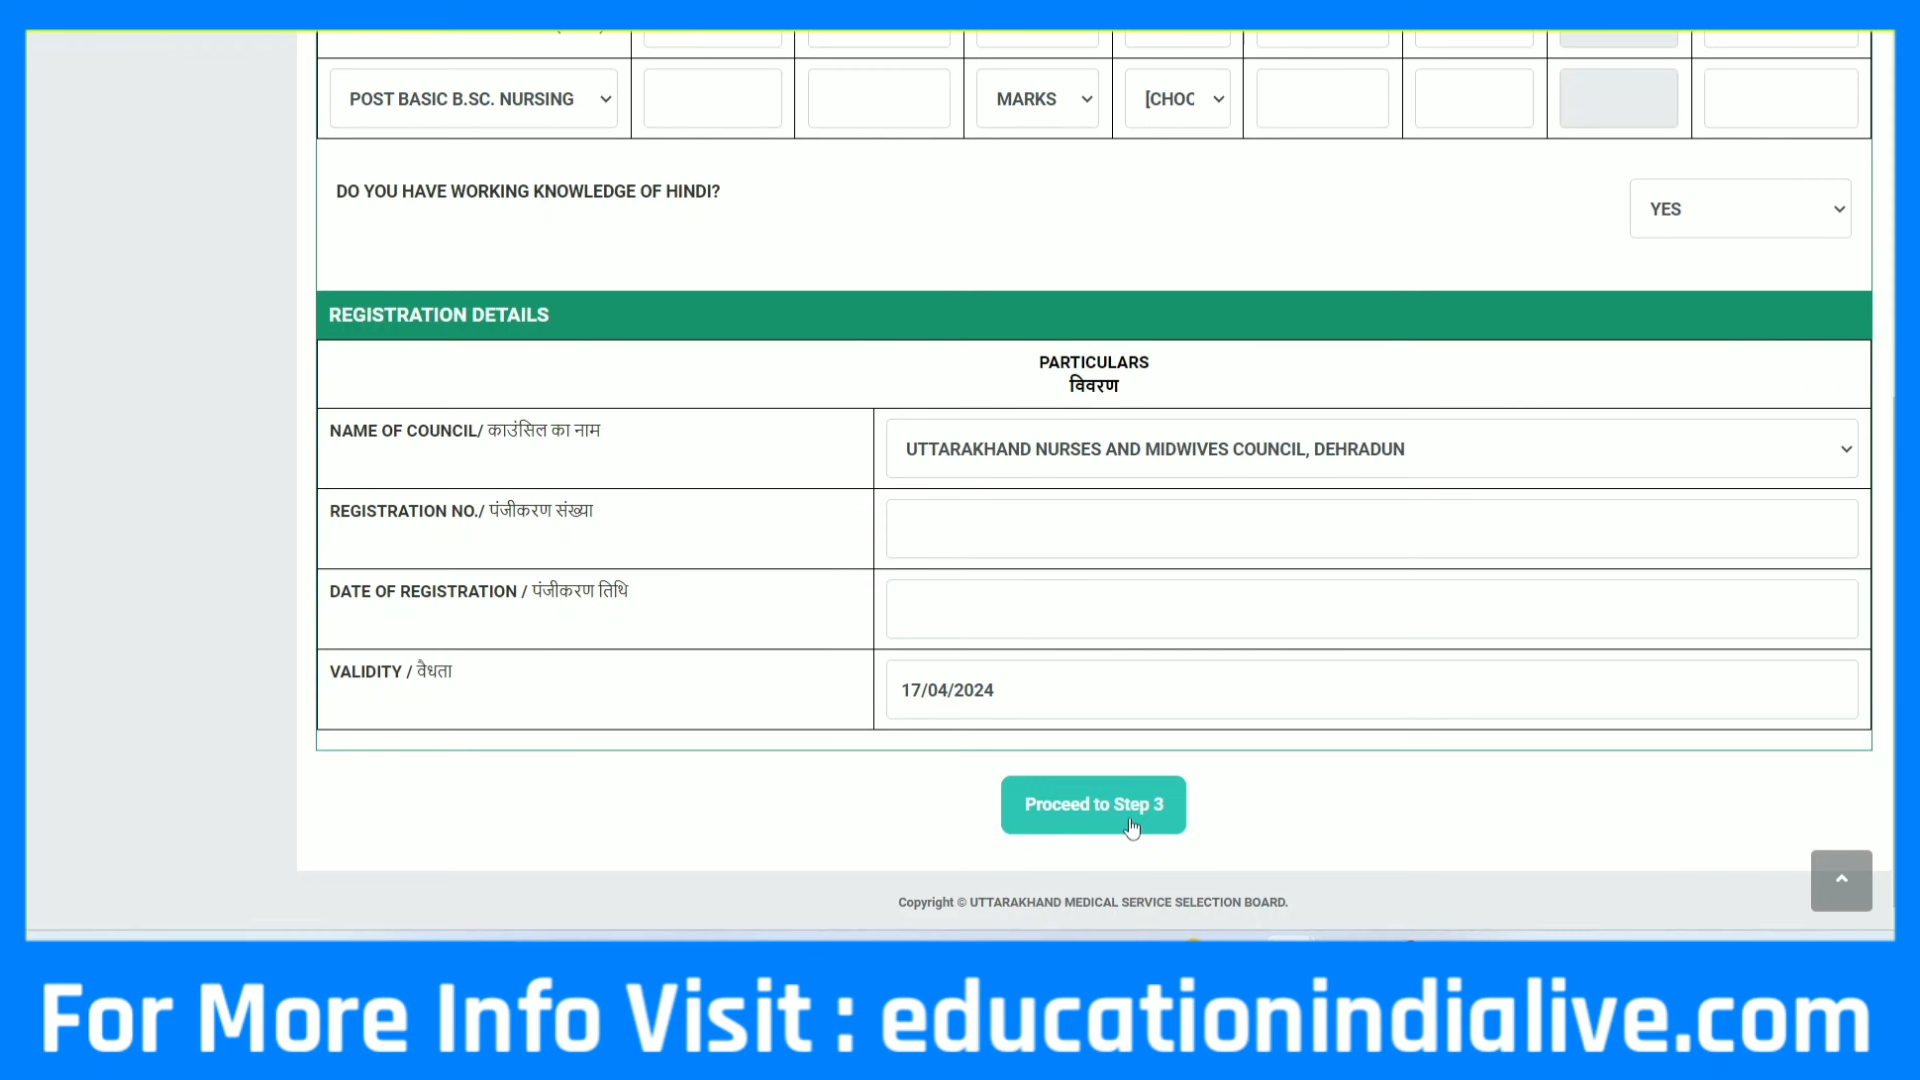 POST BASIC B.SC. NURSING MARKS [CHOC
DO YOU HAVE WORKING KNOWLEDGE OF HINDI? YES
REGISTRATION DETAILS
PARTICULARS
विवरण
NAME OF COUNCIL/ काउंसिल का नाम UTTARAKHAND NURSES AND MIDWIVES COUNCIL, DEHRADUN
REGISTRATION NO./ पंजीकरण संख्या
DATE OF REGISTRATION / पंजीकरण तिथि
VALIDITY / वैधता 17/04/2024
Proceed to Step 3
Copyright © UTTARAKHAND MEDICAL SERVICE SELECTION BOARD.
For More Info Visit : educationindialive.com